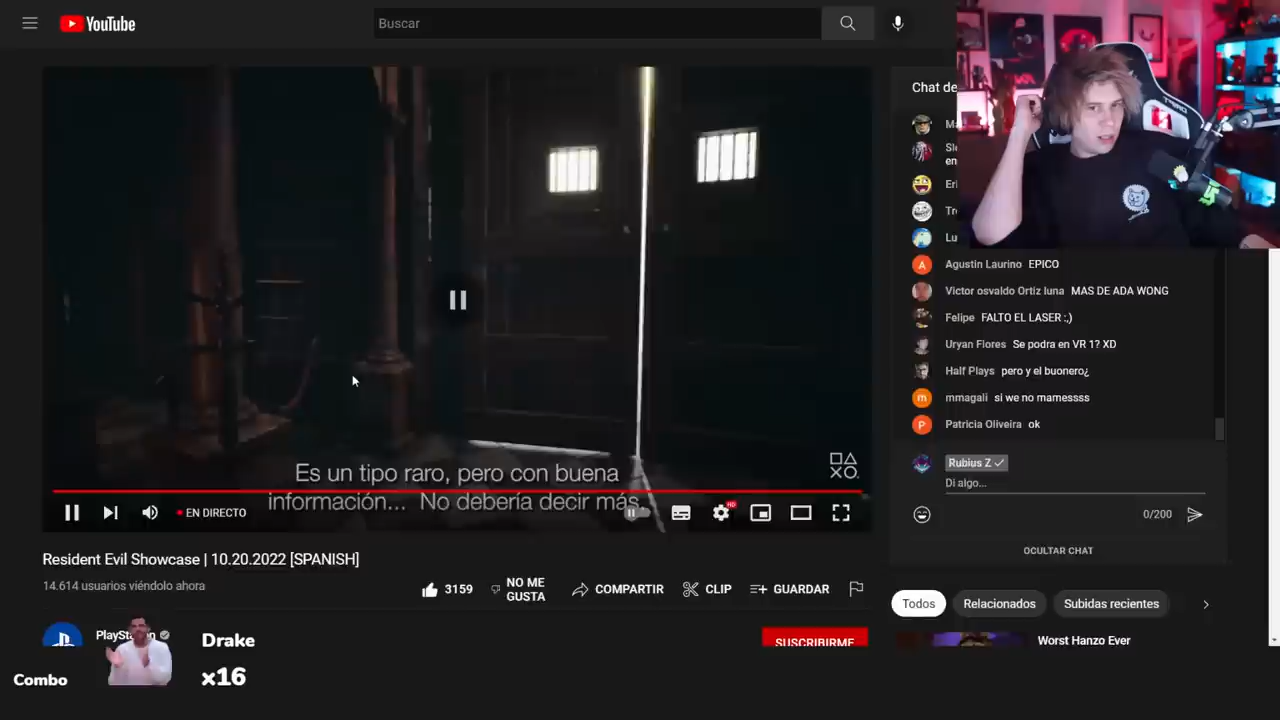 YouTube
Buscar
Chat de
Agustin Laurino EPICO
Victor osvaldo Ortiz luna MAS DE ADA WONG
Felipe FALTO EL LASER :,)
Uryan Flores Se podra en VR 1? XD
Half Plays pero y el buonero¿
mmagali si we no mamessss
Patricia Oliveira ok
Rubius Z
Di algo...
0/200
OCULTAR CHAT
Es un tipo raro, pero con buena
información... No debería decir más.
EN DIRECTO
HD
Resident Evil Showcase | 10.20.2022 [SPANISH]
14.614 usuarios viéndolo ahora
3159
NO ME
GUSTA
COMPARTIR
CLIP
GUARDAR
Todos
Relacionados
Subidas recientes
SUSCRIBIRME
Worst Hanzo Ever
Drake
x16
Combo